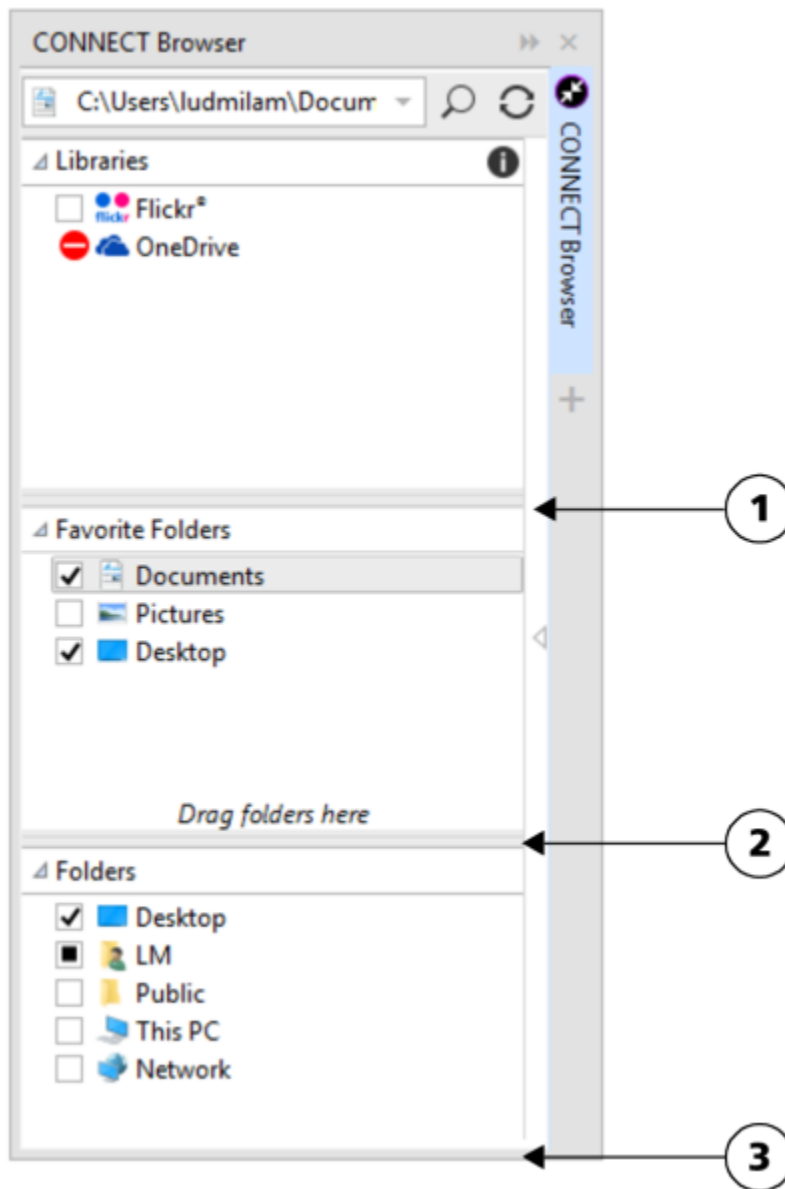 CONNECT Browser
C:\Users\ludmilam\Docum
CONNECT Browser
Libraries
flickr Flickr®
OneDrive
1
Favorite Folders
Documents
Pictures
Desktop
Drag folders here
2
Folders
Desktop
LM
Public
This PC
Network
3